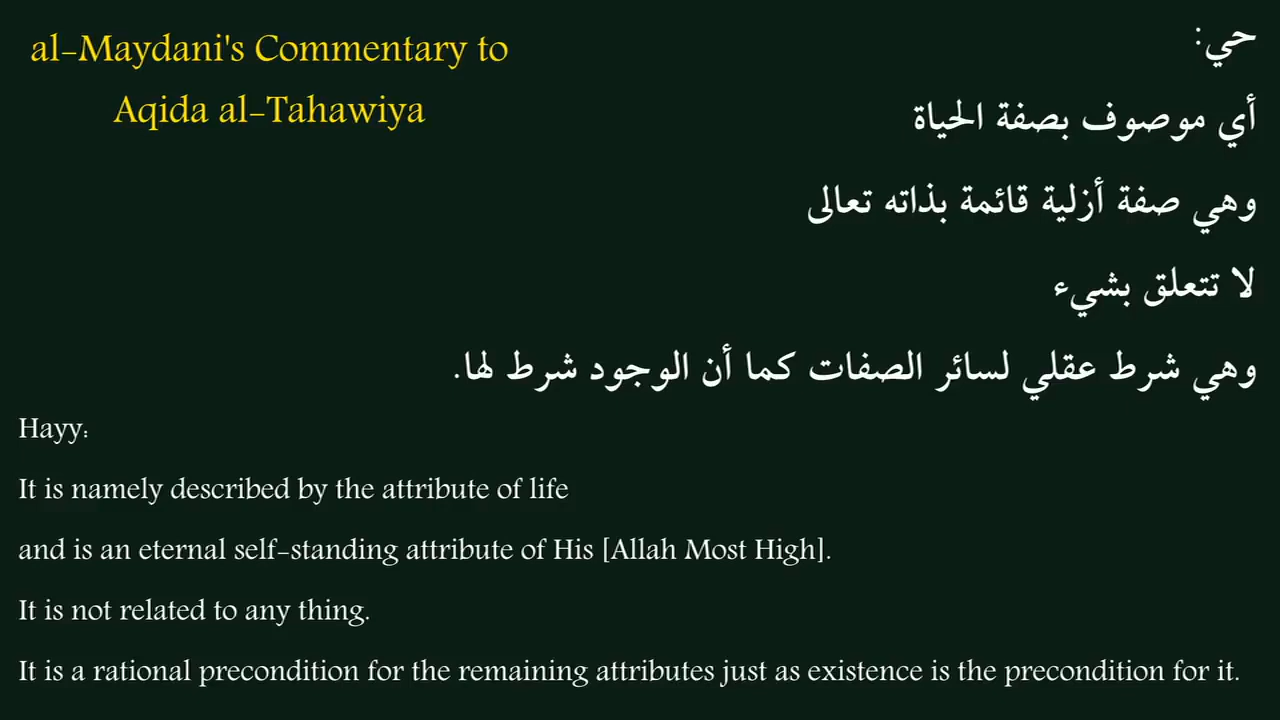 al-Maydani's Commentary to
Aqida al-Tahawiya
حي:
أي موصوف بصفة الحياة
وهي صفة أزلية قائمة بذاته تعالى
لا تتعلق بشيء
وهي شرط عقلي لسائر الصفات كما أن الوجود شرط لها.
Hayy:
It is namely described by the attribute of life
and is an eternal self-standing attribute of His [Allah Most High].
It is not related to any thing.
It is a rational precondition for the remaining attributes just as existence is the precondition for it.